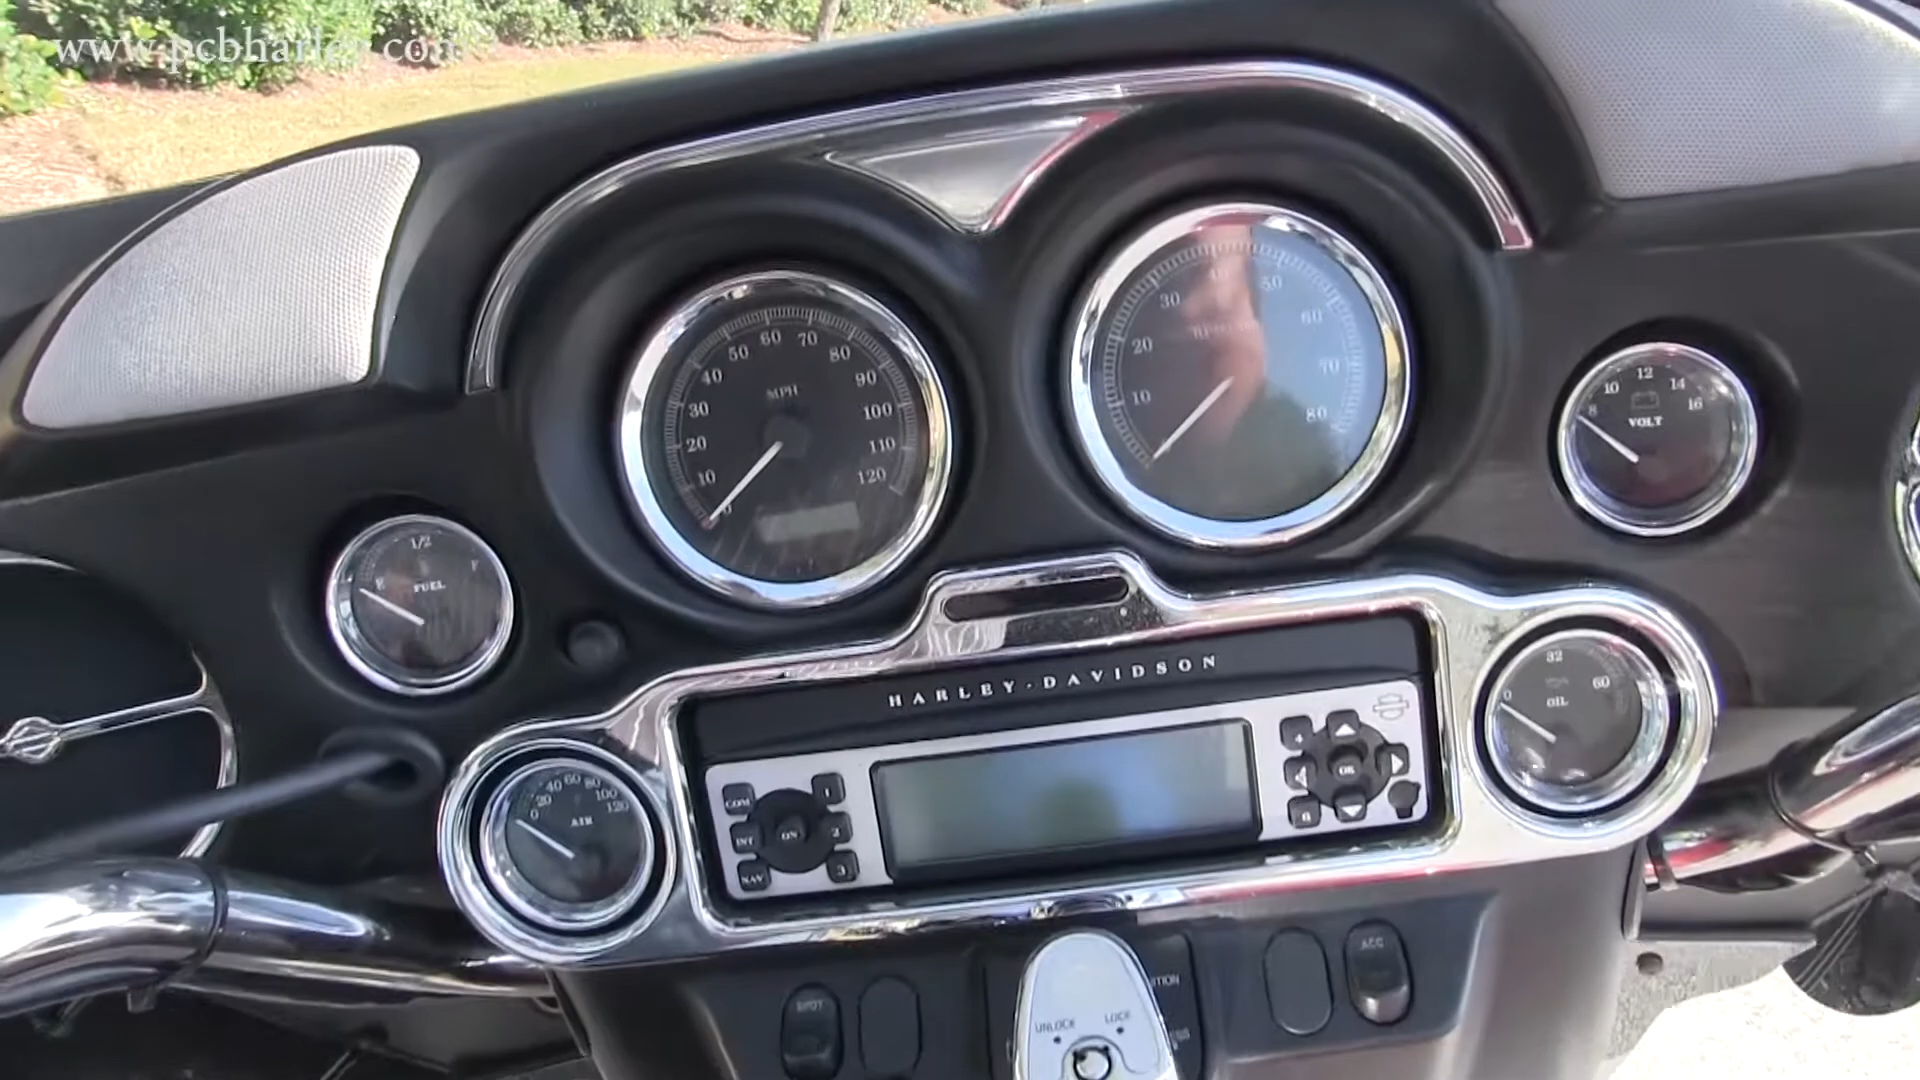 www.pcbharley.com
30 40 50 60 70 80
20
10
50 60 70 80
40 90
30 100
20 110
10 120
0
MPH
8 10 12 14 16
VOLT
1/2
E F
FUEL
HARLEY-DAVIDSON
32
0 60
OIL
0 20 40 60 80 100 120
AIR
COM 1
INT ON 2
NAV 3
OK
SPOT
ACC
UNLOCK LOCK